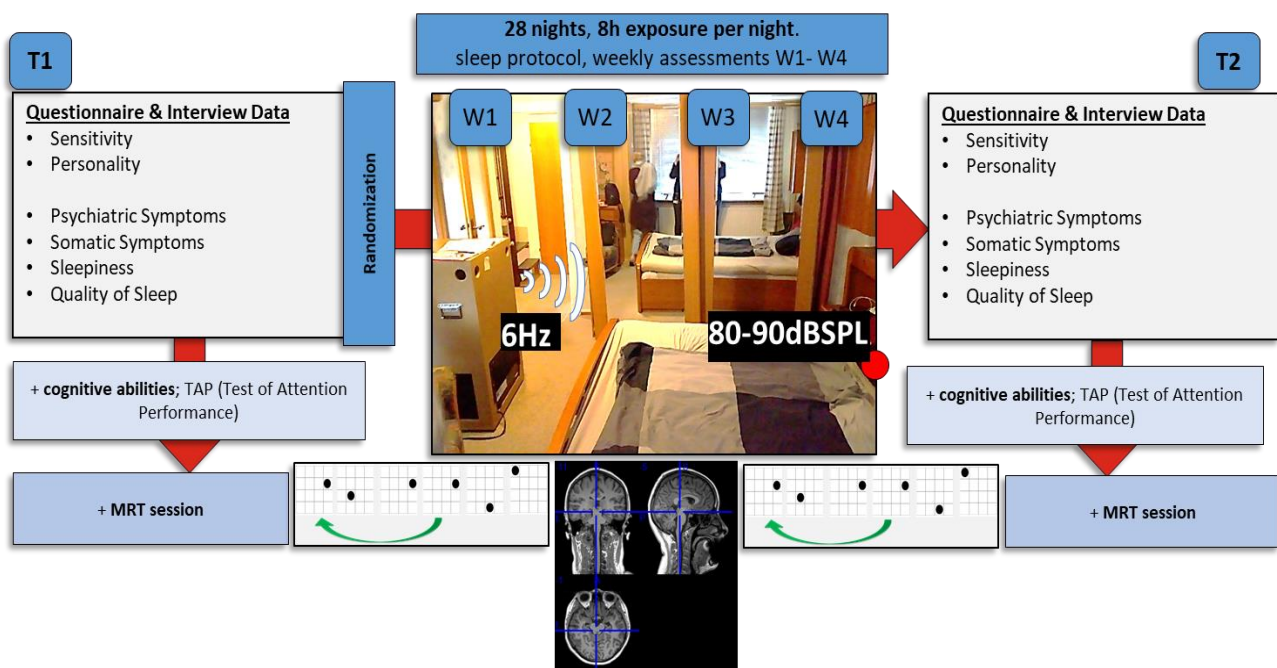 28 nights, 8h exposure per night.
sleep protocol, weekly assessments W1- W4
T1
Questionnaire & Interview Data
• Sensitivity
• Personality
• Psychiatric Symptoms
• Somatic Symptoms
• Sleepiness
• Quality of Sleep
Randomization
+ cognitive abilities; TAP (Test of Attention
Performance)
+ MRT session
W1
W2
W3
W4
6Hz
80-90dBSPL
T2
Questionnaire & Interview Data
• Sensitivity
• Personality
• Psychiatric Symptoms
• Somatic Symptoms
• Sleepiness
• Quality of Sleep
+ cognitive abilities; TAP (Test of Attention
Performance)
+ MRT session